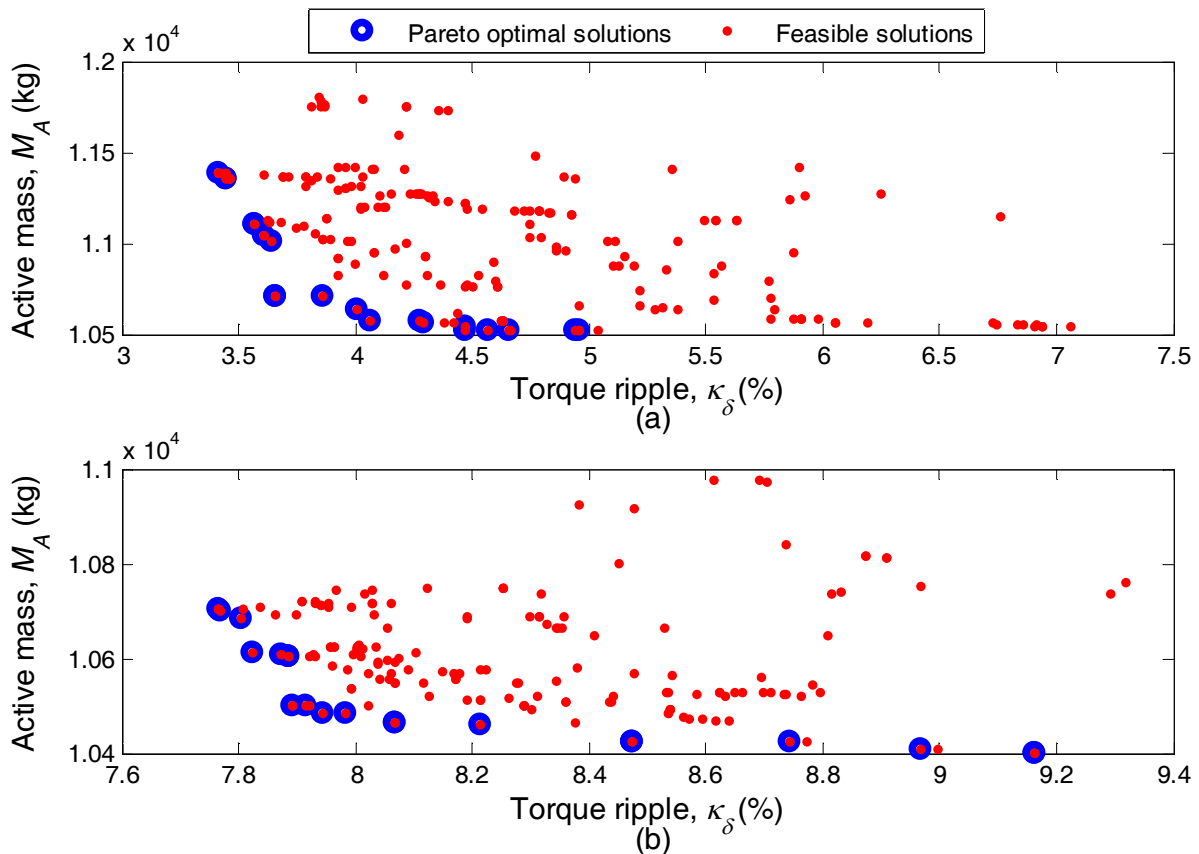 Pareto optimal solutions Feasible solutions
x 10^4
1.2
1.15
1.1
1.05
Active mass, M_A (kg)
3 3.5 4 4.5 5 5.5 6 6.5 7 7.5
Torque ripple, κ_δ (%)
(a)
x 10^4
1.1
1.08
1.06
1.04
Active mass, M_A (kg)
7.6 7.8 8 8.2 8.4 8.6 8.8 9 9.2 9.4
Torque ripple, κ_δ (%)
(b)